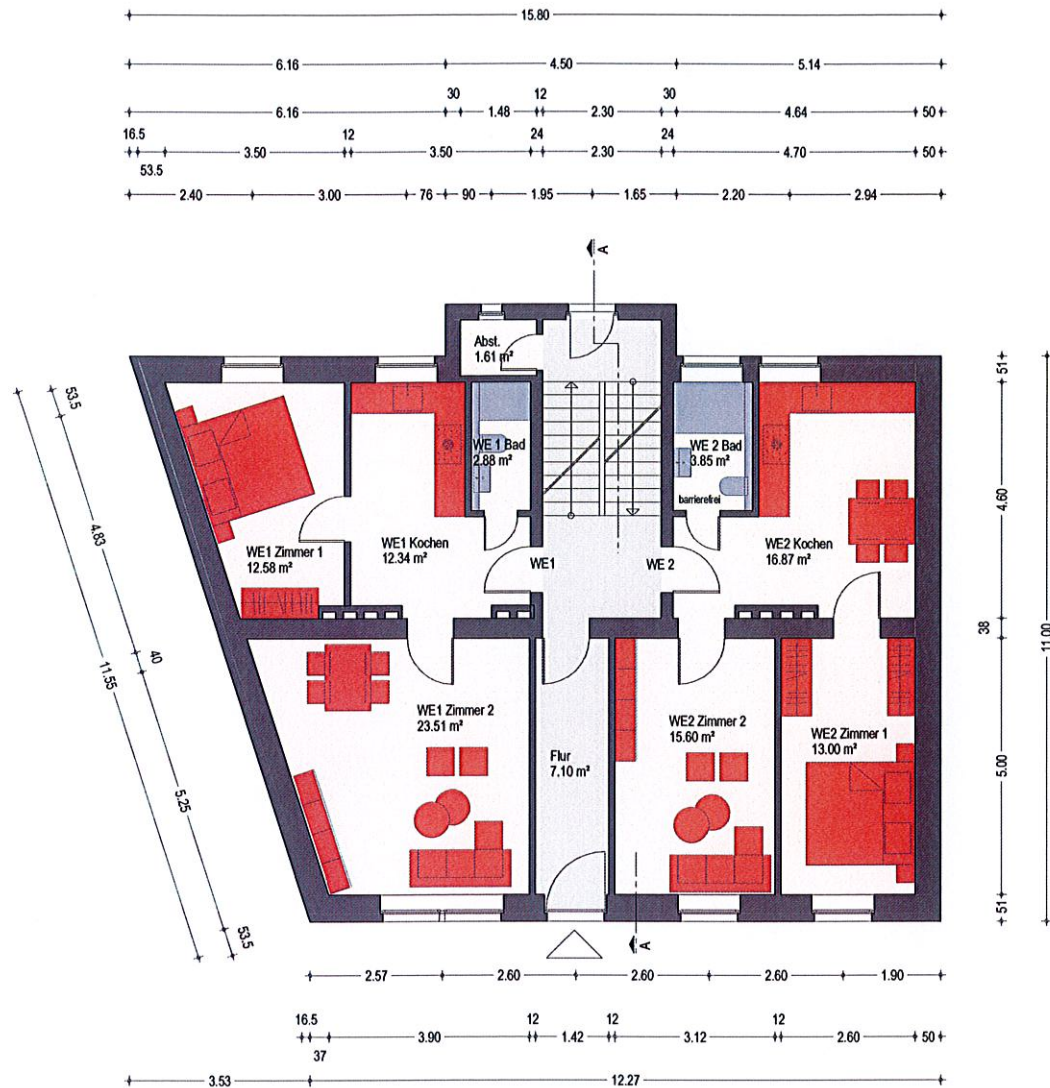 15.80
6.16 4.50 5.14
30 12 30
6.16 1.48 2.30 4.64 50
16.5 12 24 24
3.50 3.50 2.30 4.70 50
53.5
2.40 3.00 76 90 1.95 1.65 2.20 2.94
A
Abst.
1.61 m²
WE 1 Bad
2.88 m²
WE 2 Bad
3.85 m²
barrierefrei
WE1 Kochen
12.34 m²
WE2 Kochen
16.87 m²
WE1 Zimmer 1
12.58 m²
WE1
WE 2
WE1 Zimmer 2
23.51 m²
Flur
7.10 m²
WE2 Zimmer 2
15.60 m²
WE2 Zimmer 1
13.00 m²
A
53.5
4.83
40
11.55
5.25
53.5
51
4.60
38
11.00
5.00
51
2.57 2.60 2.60 2.60 1.90
16.5 12 12 12
3.90 1.42 3.12 2.60 50
37
3.53 12.27